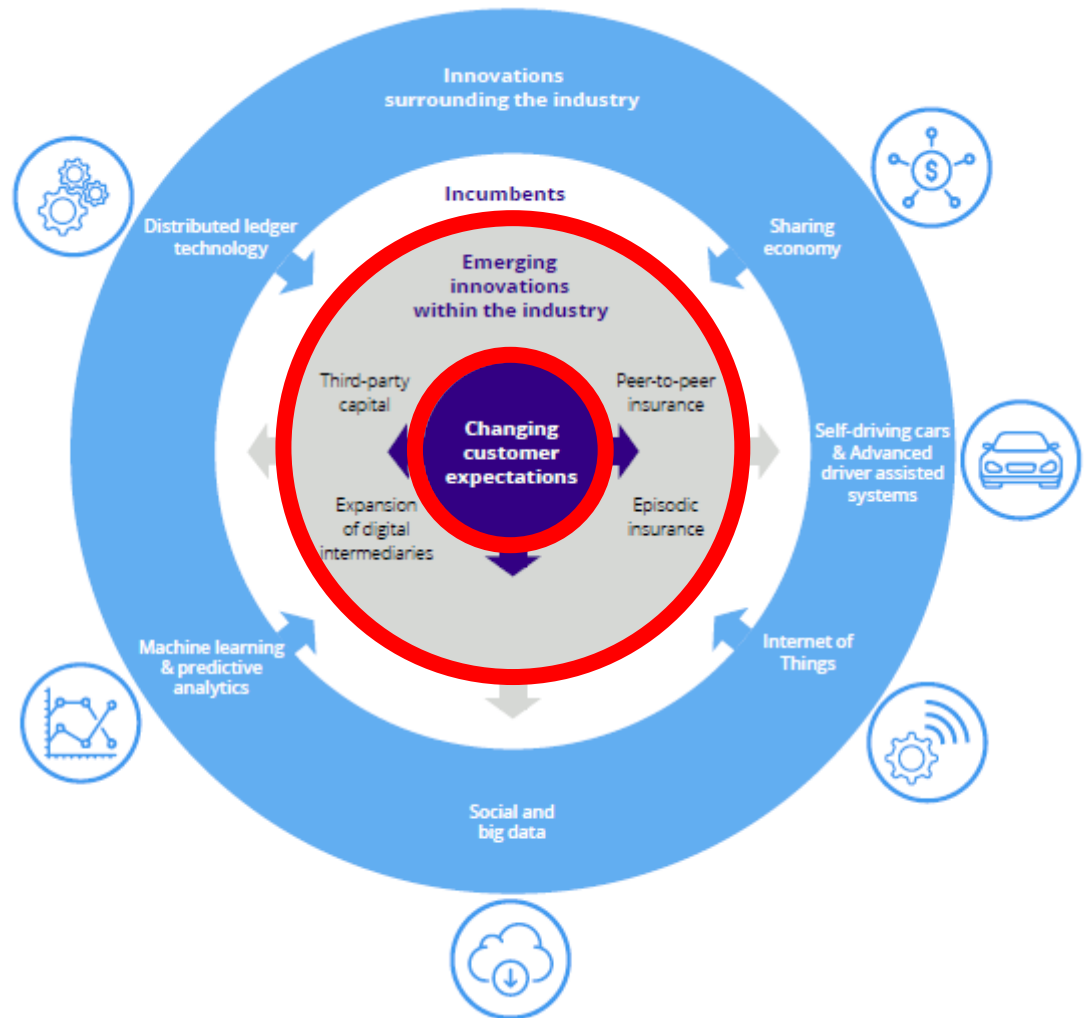 Innovations
surrounding the industry
Incumbents
Distributed ledger
technology
Sharing
economy
Emerging
innovations
within the industry
Third-party
capital
Peer-to-peer
insurance
Changing
customer
expectations
Self-driving cars
& Advanced
driver assisted
systems
Expansion
of digital
intermediaries
Episodic
insurance
Machine learning
& predictive
analytics
Internet of
Things
Social and
big data
$